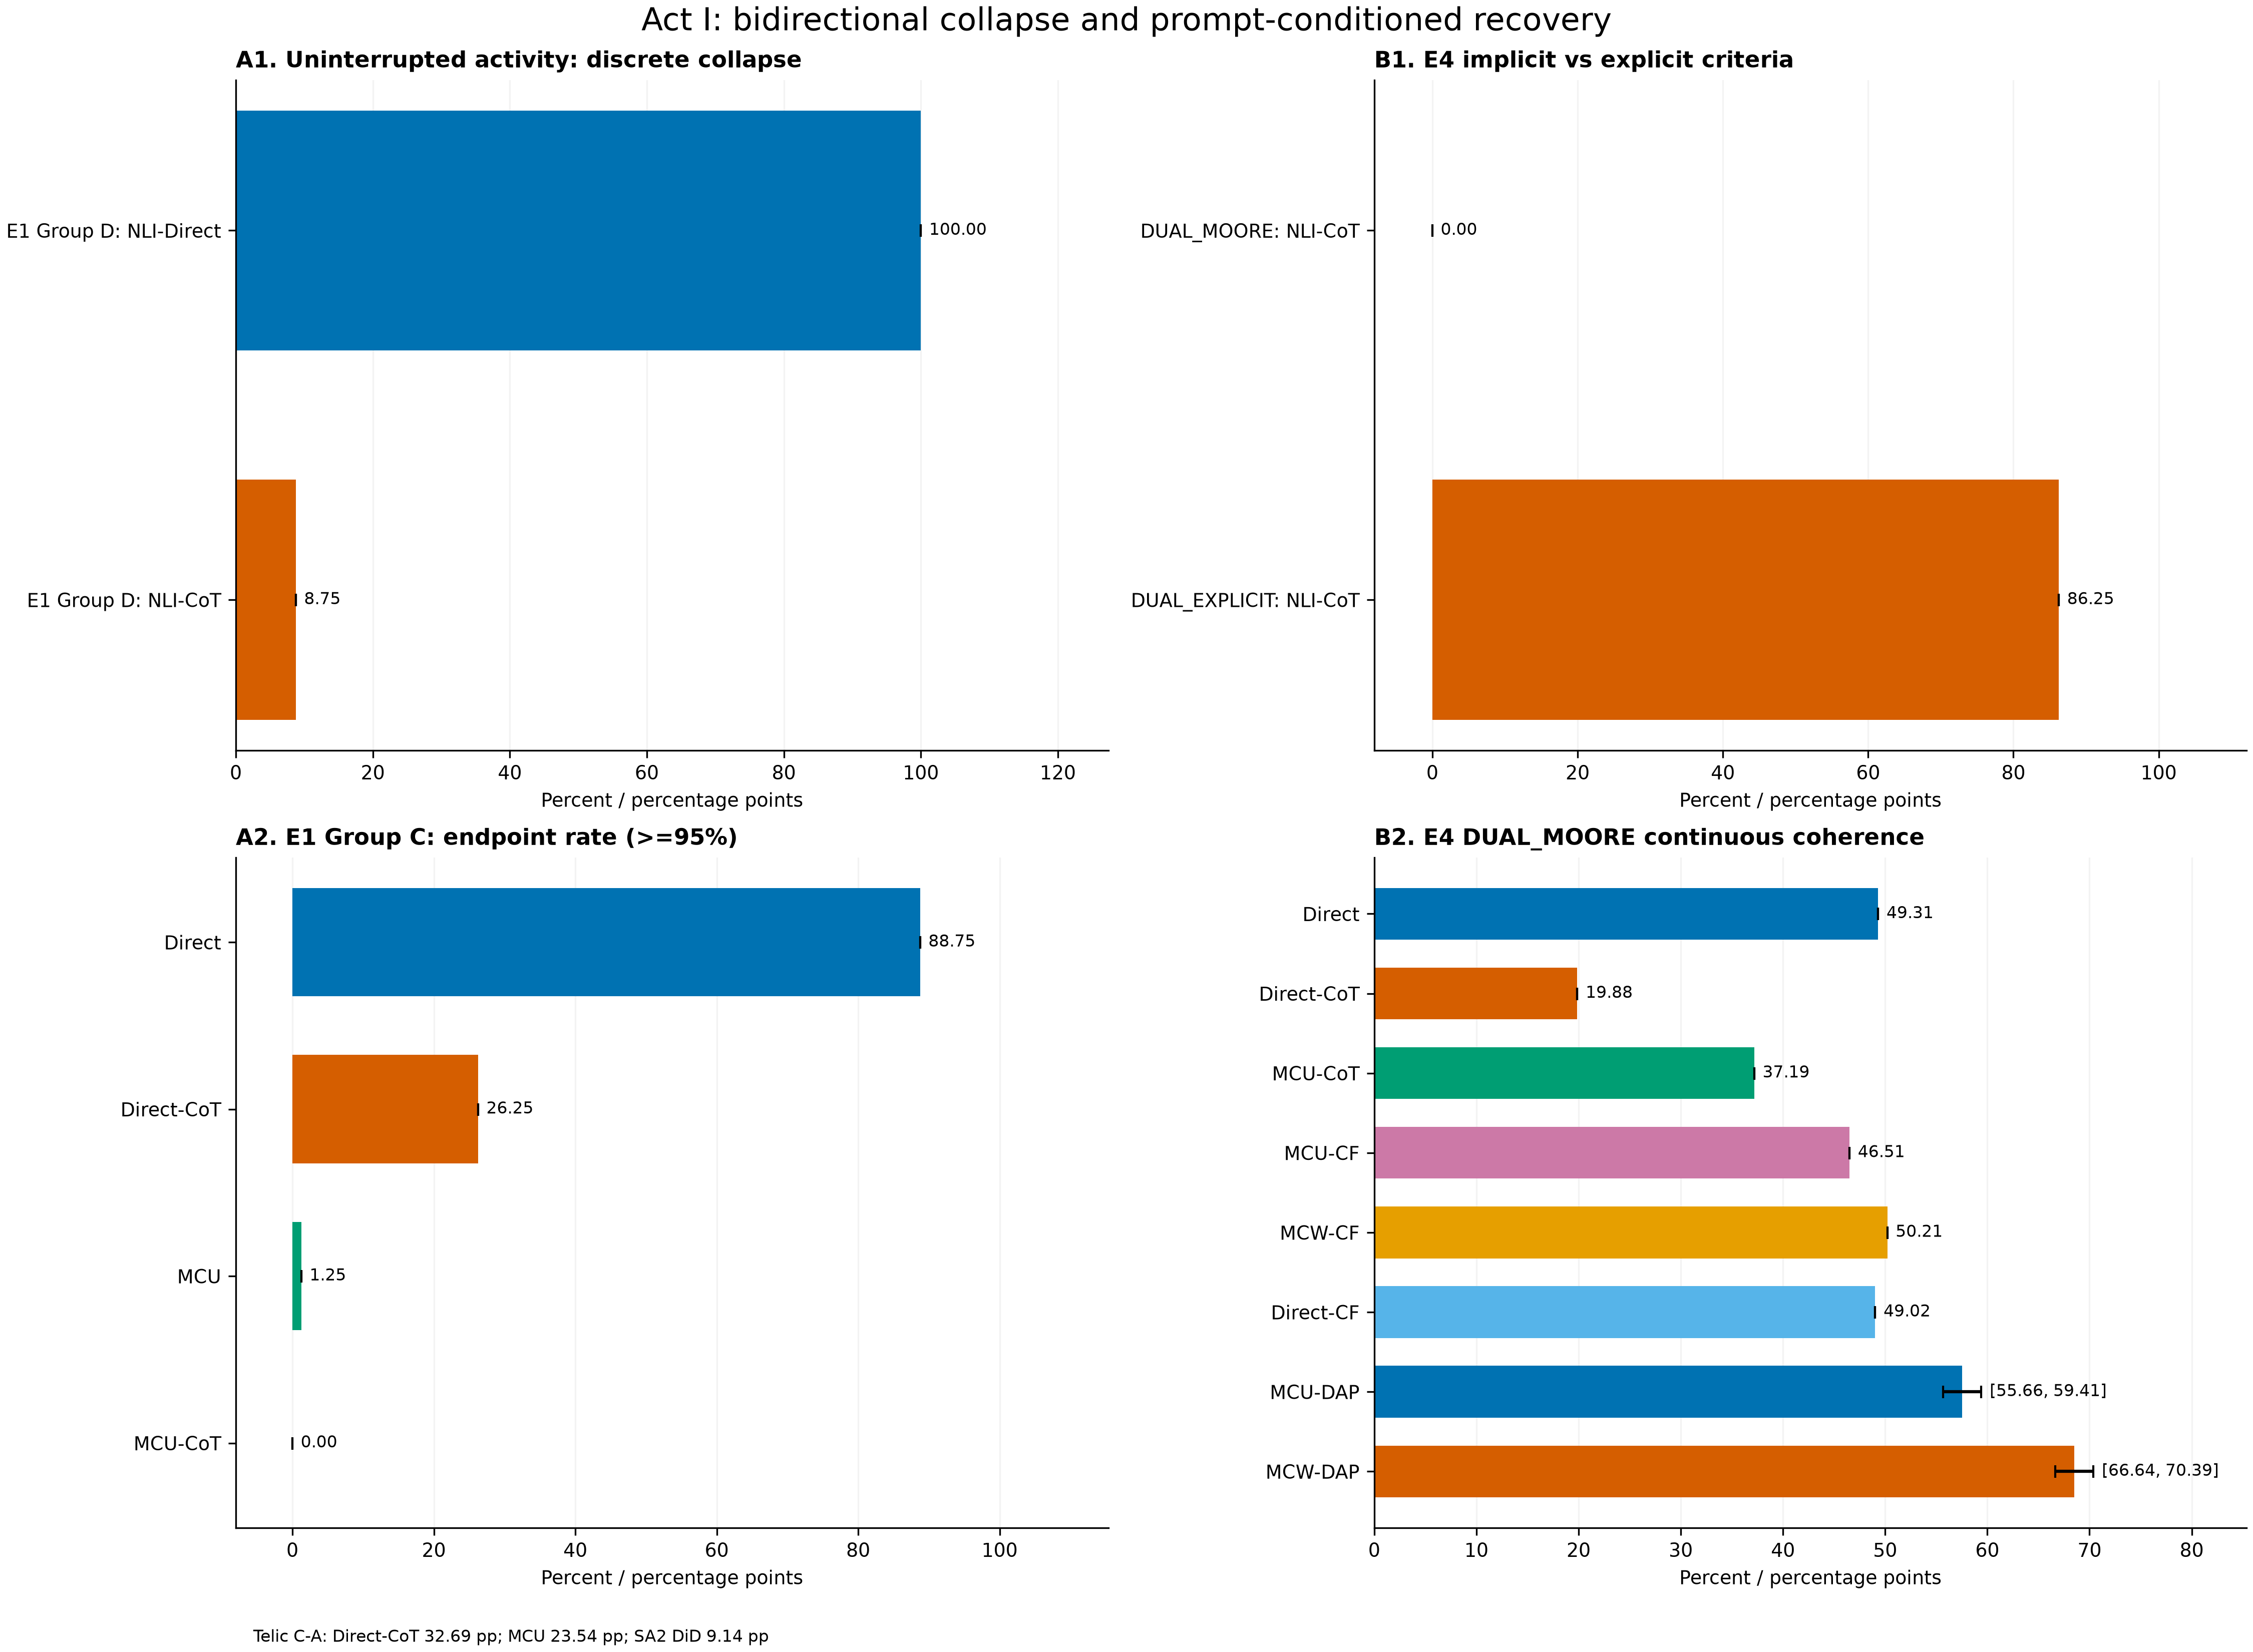 Act I: bidirectional collapse and prompt-conditioned recovery
A1. Uninterrupted activity: discrete collapse
E1 Group D: NLI-Direct
100.00
E1 Group D: NLI-CoT
8.75
0 20 40 60 80 100 120
Percent / percentage points
B1. E4 implicit vs explicit criteria
DUAL_MOORE: NLI-CoT
0.00
DUAL_EXPLICIT: NLI-CoT
86.25
0 20 40 60 80 100
Percent / percentage points
A2. E1 Group C: endpoint rate (>=95%)
Direct
88.75
Direct-CoT
26.25
MCU
1.25
MCU-CoT
0.00
0 20 40 60 80 100
Percent / percentage points
B2. E4 DUAL_MOORE continuous coherence
Direct
49.31
Direct-CoT
19.88
MCU-CoT
37.19
MCU-CF
46.51
MCW-CF
50.21
Direct-CF
49.02
MCU-DAP
[55.66, 59.41]
MCW-DAP
[66.64, 70.39]
0 10 20 30 40 50 60 70 80
Percent / percentage points
Telic C-A: Direct-CoT 32.69 pp; MCU 23.54 pp; SA2 DiD 9.14 pp